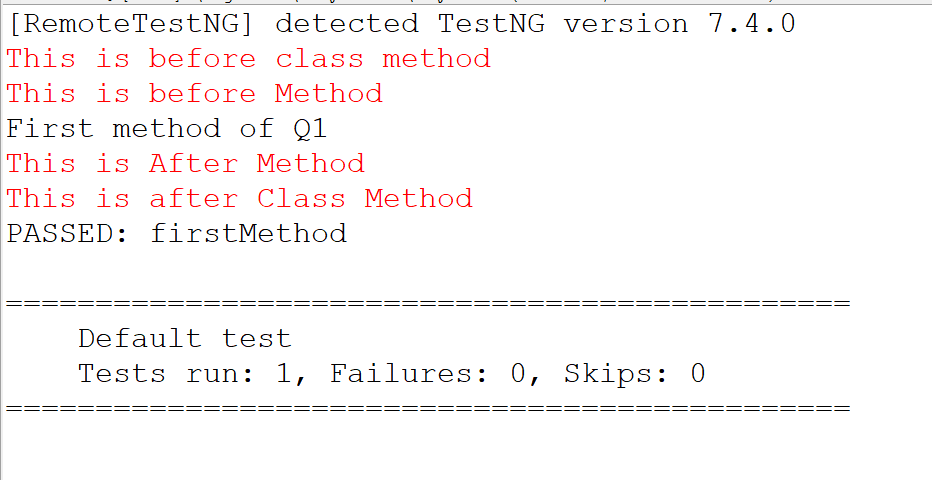 [RemoteTestNG] detected TestNG version 7.4.0
This is before class method
This is before Method
First method of Q1
This is After Method
This is after Class Method
PASSED: firstMethod
===============================================
Default test
Tests run: 1, Failures: 0, Skips: 0
===============================================